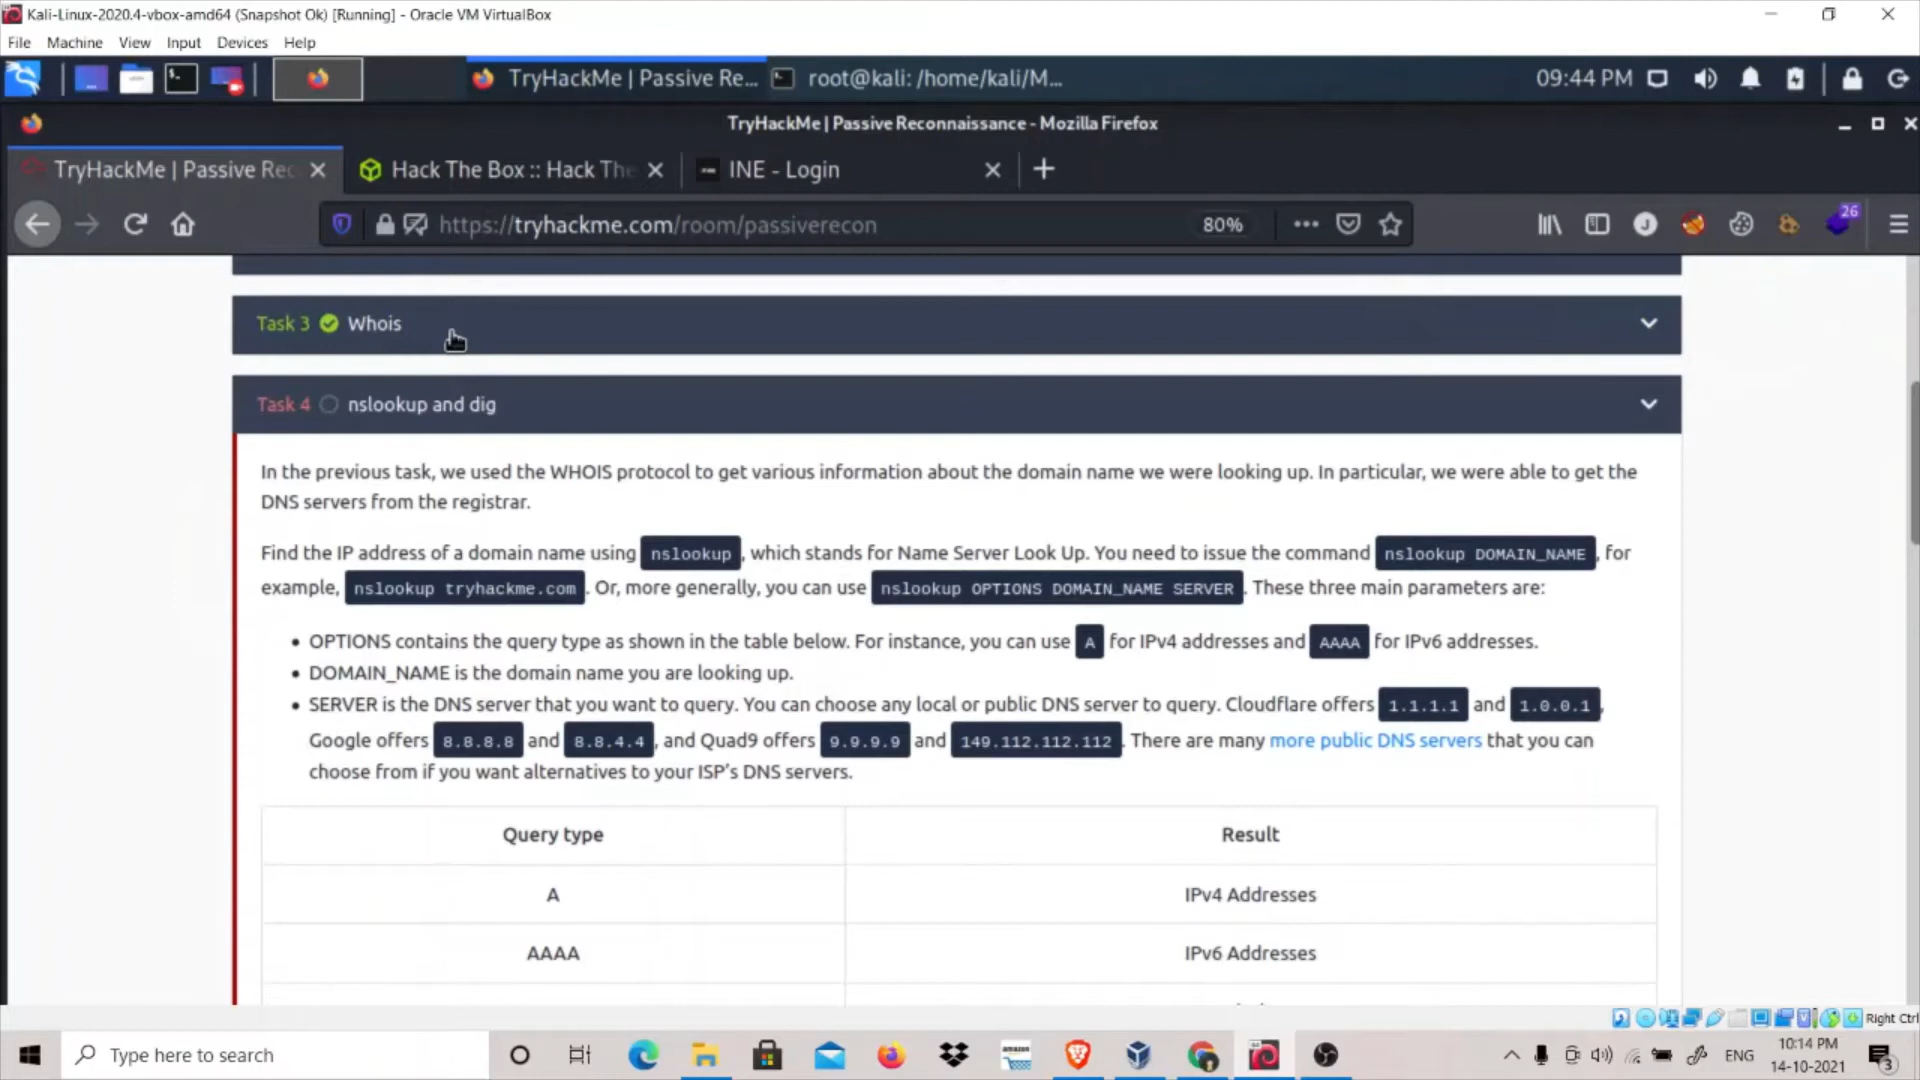 Kali-Linux-2020.4-vbox-amd64 (Snapshot Ok) [Running] - Oracle VM VirtualBox
File Machine View Input Devices Help
TryHackMe | Passive Re... root@kali: /home/kali/M... 09:44 PM
TryHackMe | Passive Reconnaissance - Mozilla Firefox
TryHackMe | Passive Rec Hack The Box :: Hack The INE - Login
https://tryhackme.com/room/passiverecon 80% 26
Task 3 Whois
Task 4 nslookup and dig
In the previous task, we used the WHOIS protocol to get various information about the domain name we were looking up. In particular, we were able to get the
DNS servers from the registrar.
Find the IP address of a domain name using nslookup, which stands for Name Server Look Up. You need to issue the command nslookup DOMAIN_NAME, for
example, nslookup tryhackme.com. Or, more generally, you can use nslookup OPTIONS DOMAIN_NAME SERVER. These three main parameters are:
• OPTIONS contains the query type as shown in the table below. For instance, you can use A for IPv4 addresses and AAAA for IPv6 addresses.
• DOMAIN_NAME is the domain name you are looking up.
• SERVER is the DNS server that you want to query. You can choose any local or public DNS server to query. Cloudflare offers 1.1.1.1 and 1.0.0.1,
Google offers 8.8.8.8 and 8.8.4.4, and Quad9 offers 9.9.9.9 and 149.112.112.112. There are many more public DNS servers that you can
choose from if you want alternatives to your ISP's DNS servers.
Query type Result
A IPv4 Addresses
AAAA IPv6 Addresses
Right Ctrl
Type here to search amazon ENG 10:14 PM
14-10-2021 3